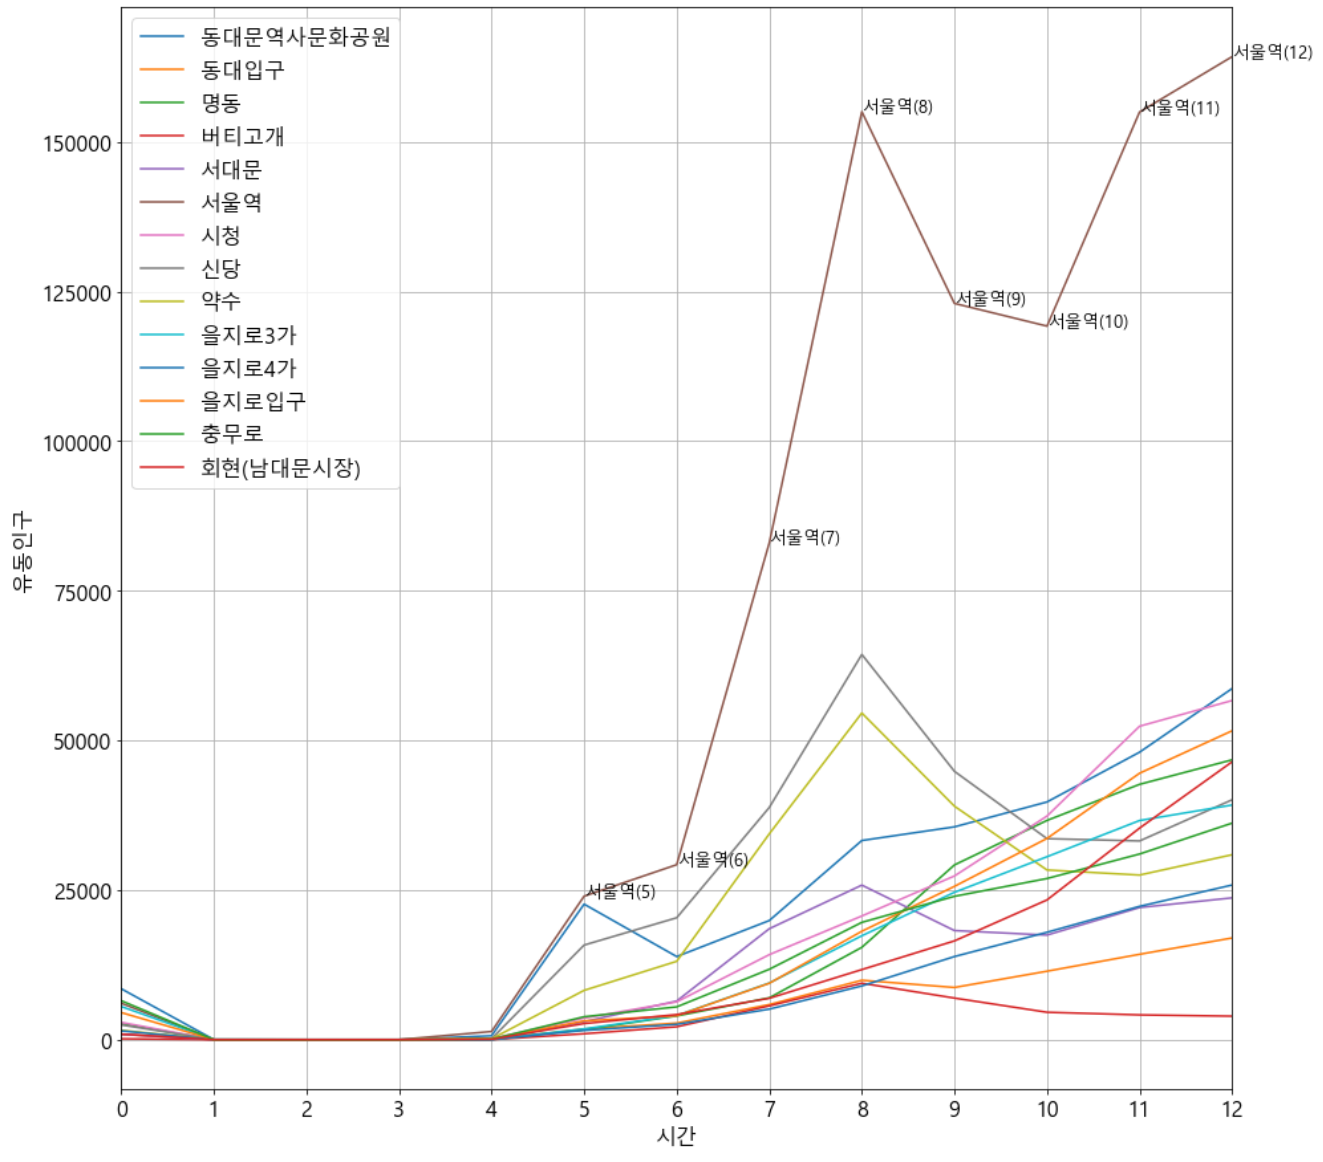 동대문역사문화공원
동대입구
명동
버티고개
서대문
서울역
시청
신당
약수
을지로3가
을지로4가
을지로입구
충무로
회현(남대문시장)
서울역(12)
서울역(8)
서울역(11)
서울역(9)
서울역(10)
서울역(7)
서울역(6)
서울역(5)
150000
125000
100000
75000
50000
25000
0
유동인구
0 1 2 3 4 5 6 7 8 9 10 11 12
시간